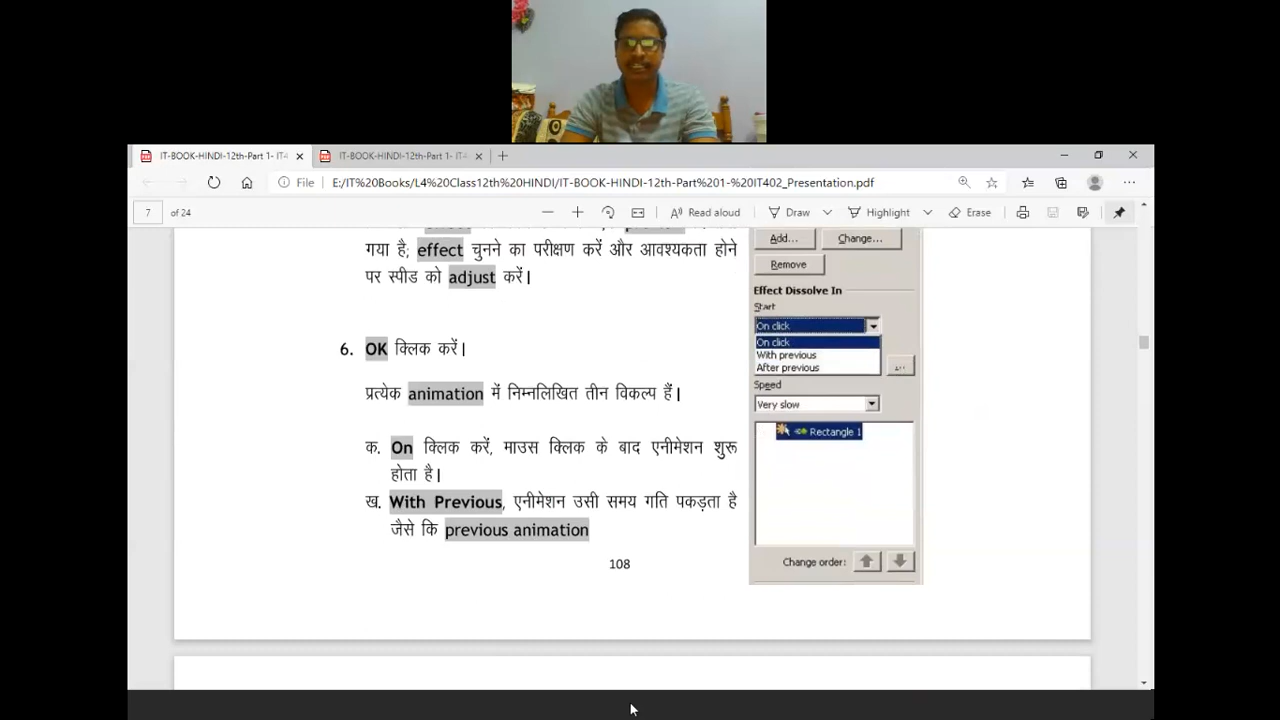 IT-BOOK-HINDI-12th-Part 1- IT4
IT-BOOK-HINDI-12th-Part 1- IT4
File E:/IT%20Books/L4%20Class12th%20HINDI/IT-BOOK-HINDI-12th-Part%201-%20IT402_Presentation.pdf
7 of 24 Read aloud Draw Highlight Erase
गया है; effect चुनने का परीक्षण करें और आवश्यकता होने
पर स्पीड को adjust करें।
6. OK क्लिक करें।
प्रत्येक animation में निम्नलिखित तीन विकल्प हैं।
क. On क्लिक करें, माउस क्लिक के बाद एनीमेशन शुरू
होता है।
ख. With Previous, एनीमेशन उसी समय गति पकड़ता है
जैसे कि previous animation
108
Add... Change...
Remove
Effect Dissolve In
Start
On click
On click
With previous
After previous
...
Speed
Very slow
Rectangle 1
Change order: